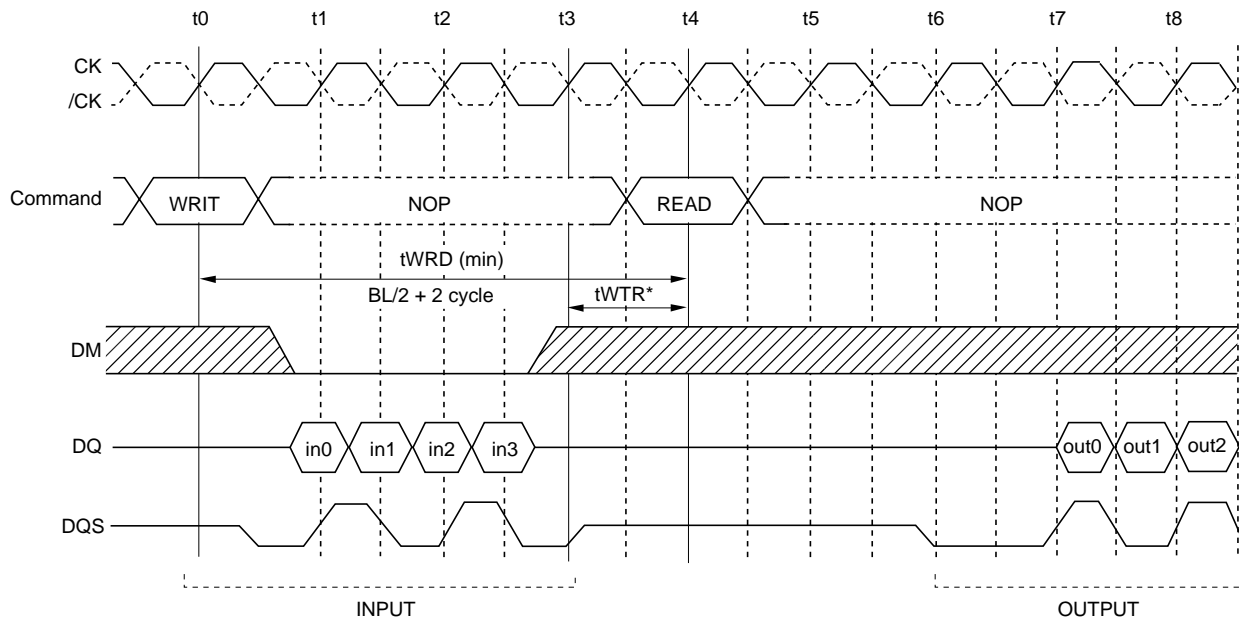 t0 t1 t2 t3 t4 t5 t6 t7 t8
CK
/CK
Command WRIT NOP READ NOP
tWRD (min)
BL/2 + 2 cycle tWTR*
DM
DQ in0 in1 in2 in3 out0 out1 out2
DQS
INPUT OUTPUT